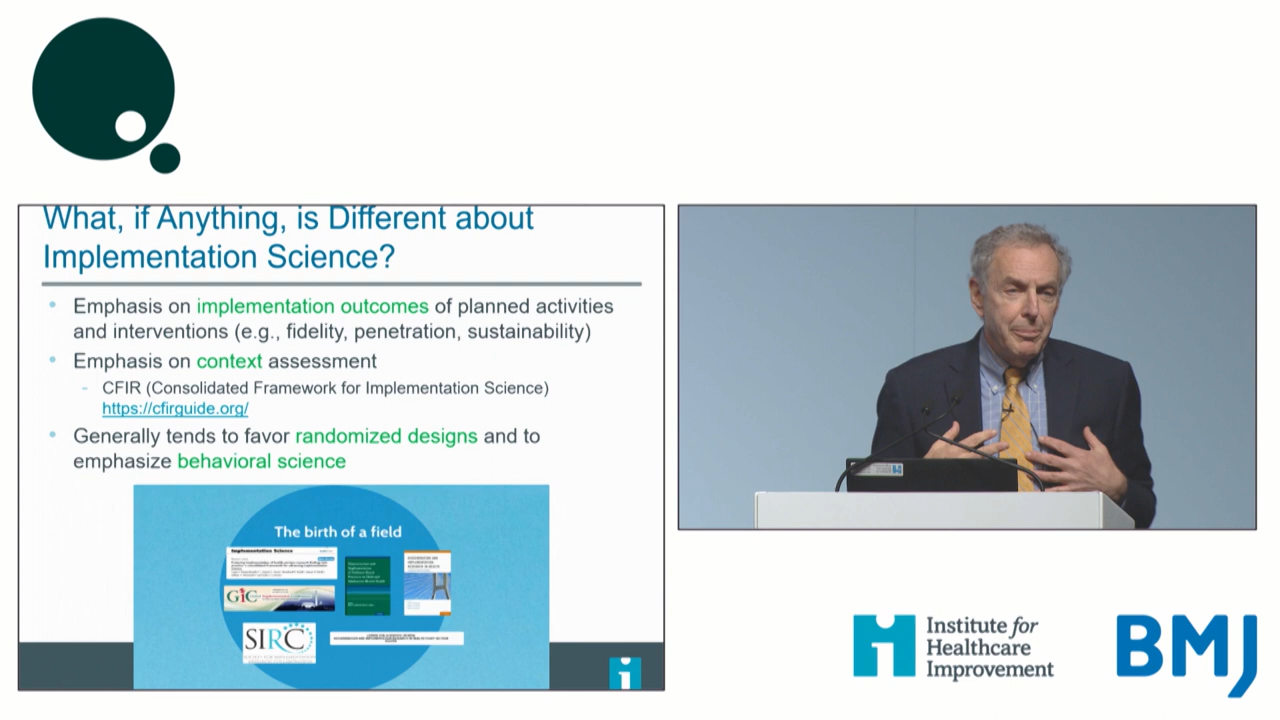 What, if Anything, is Different about
Implementation Science?
• Emphasis on implementation outcomes of planned activities
and interventions (e.g., fidelity, penetration, sustainability)
• Emphasis on context assessment
- CFIR (Consolidated Framework for Implementation Science)
https://cfirguide.org/
• Generally tends to favor randomized designs and to
emphasize behavioral science
The birth of a field
Implementation Science
GiC
SIRC
Institute for
Healthcare
Improvement
BMJ